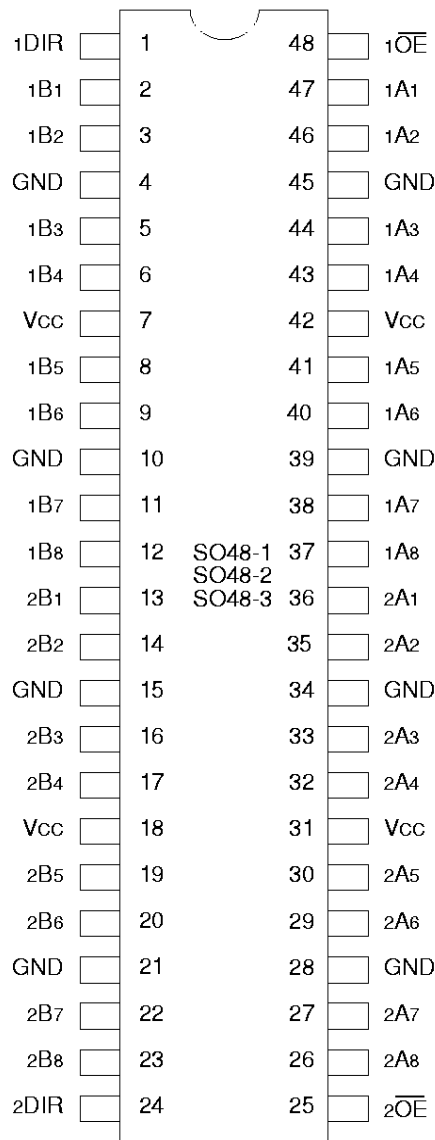 1DIR 1 48 1O̅E̅
1B1 2 47 1A1
1B2 3 46 1A2
GND 4 45 GND
1B3 5 44 1A3
1B4 6 43 1A4
VCC 7 42 VCC
1B5 8 41 1A5
1B6 9 40 1A6
GND 10 39 GND
1B7 11 38 1A7
1B8 12 SO48-1 37 1A8
SO48-2
2B1 13 SO48-3 36 2A1
2B2 14 35 2A2
GND 15 34 GND
2B3 16 33 2A3
2B4 17 32 2A4
VCC 18 31 VCC
2B5 19 30 2A5
2B6 20 29 2A6
GND 21 28 GND
2B7 22 27 2A7
2B8 23 26 2A8
2DIR 24 25 2O̅E̅